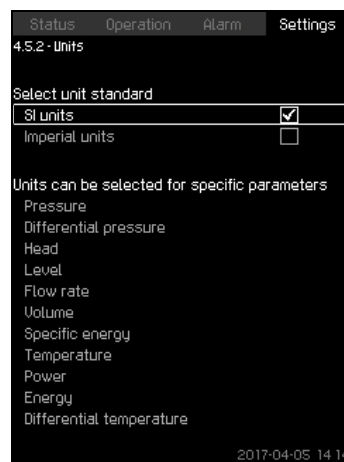 Status Operation Alarm Settings
4.5.2 - Units
Select unit standard
SI units
Imperial units
Units can be selected for specific parameters
Pressure
Differential pressure
Head
Level
Flow rate
Volume
Specific energy
Temperature
Power
Energy
Differential temperature
2017-04-05 14:14